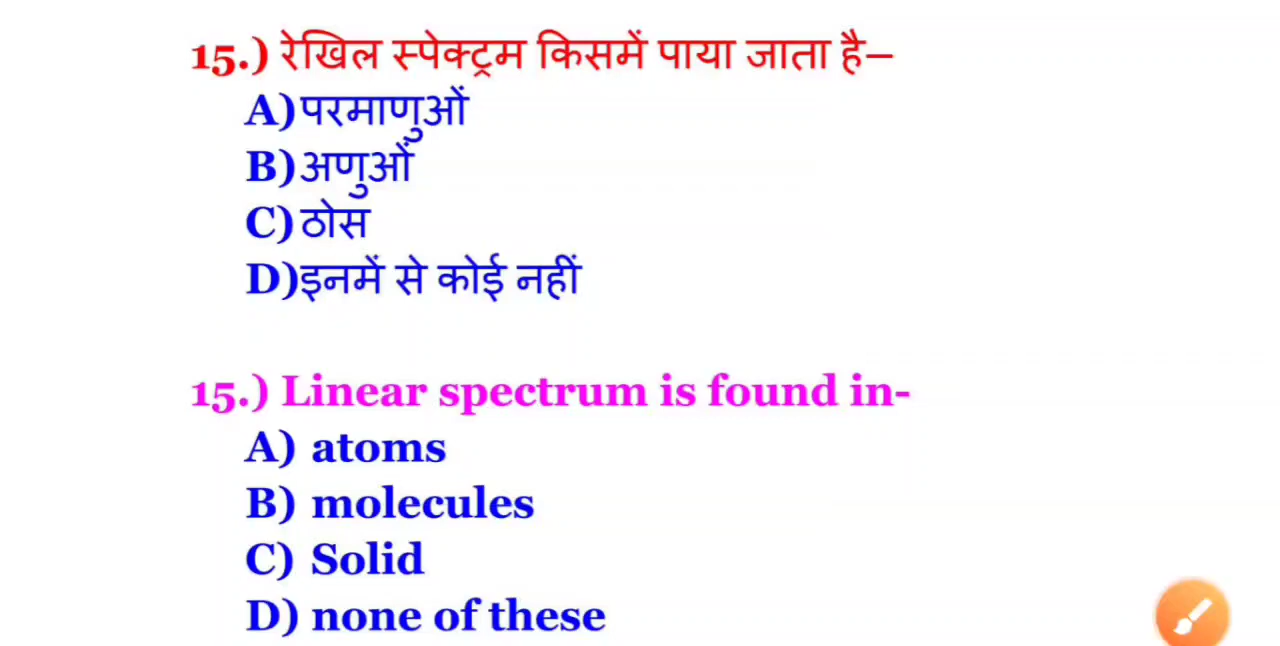 15.) रेखिल स्पेक्ट्रम किसमें पाया जाता है–
A)परमाणुओं
B)अणुओं
C)ठोस
D)इनमें से कोई नहीं
15.) Linear spectrum is found in-
A) atoms
B) molecules
C) Solid
D) none of these